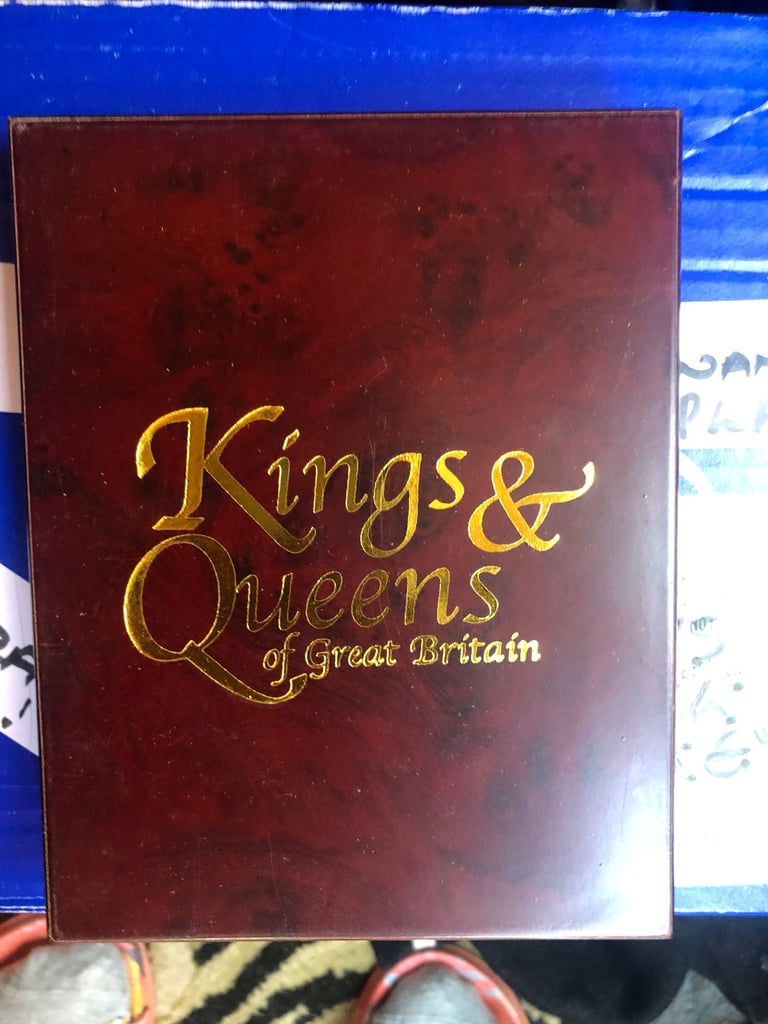 Kings &
Queens
of Great Britain